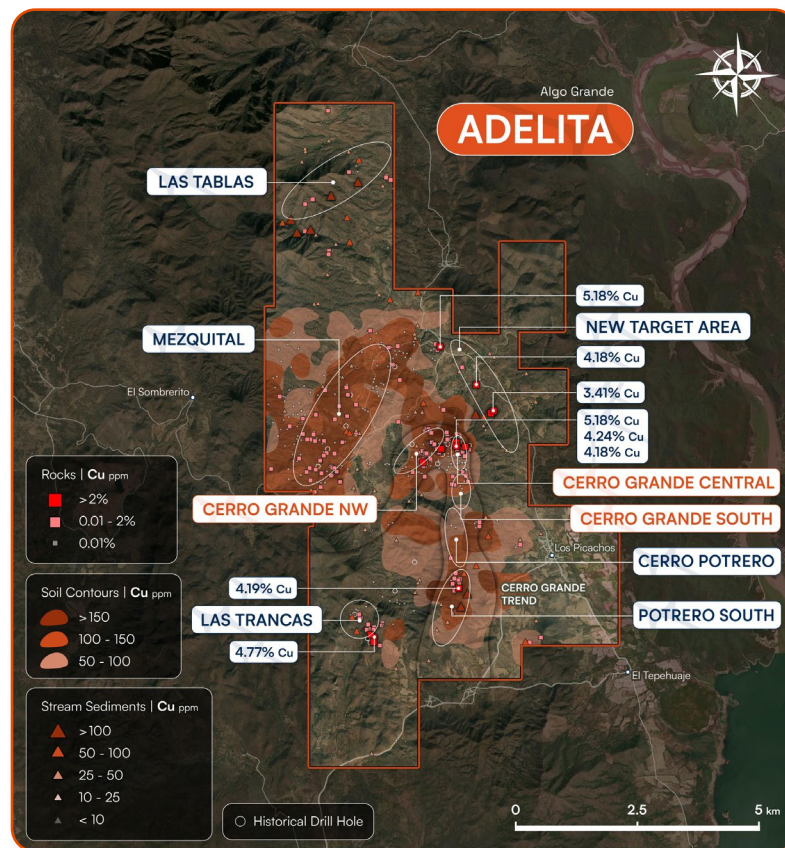 Algo Grande
ADELITA
LAS TABLAS
5.18% Cu
NEW TARGET AREA
MEZQUITAL
4.18% Cu
El Sombrerito
3.41% Cu
5.18% Cu
4.24% Cu
4.18% Cu
Rocks | Cu ppm
>2%
0.01 - 2%
0.01%
CERRO GRANDE CENTRAL
CERRO GRANDE NW
CERRO GRANDE SOUTH
Los Picachos
CERRO POTRERO
Soil Contours | Cu ppm
>150
100 - 150
50 - 100
4.19% Cu
CERRO GRANDE
TREND
LAS TRANCAS
POTRERO SOUTH
4.77% Cu
El Tepehuaje
Stream Sediments | Cu ppm
>100
50 - 100
25 - 50
10 - 25
< 10
Historical Drill Hole
0 2.5 5 km